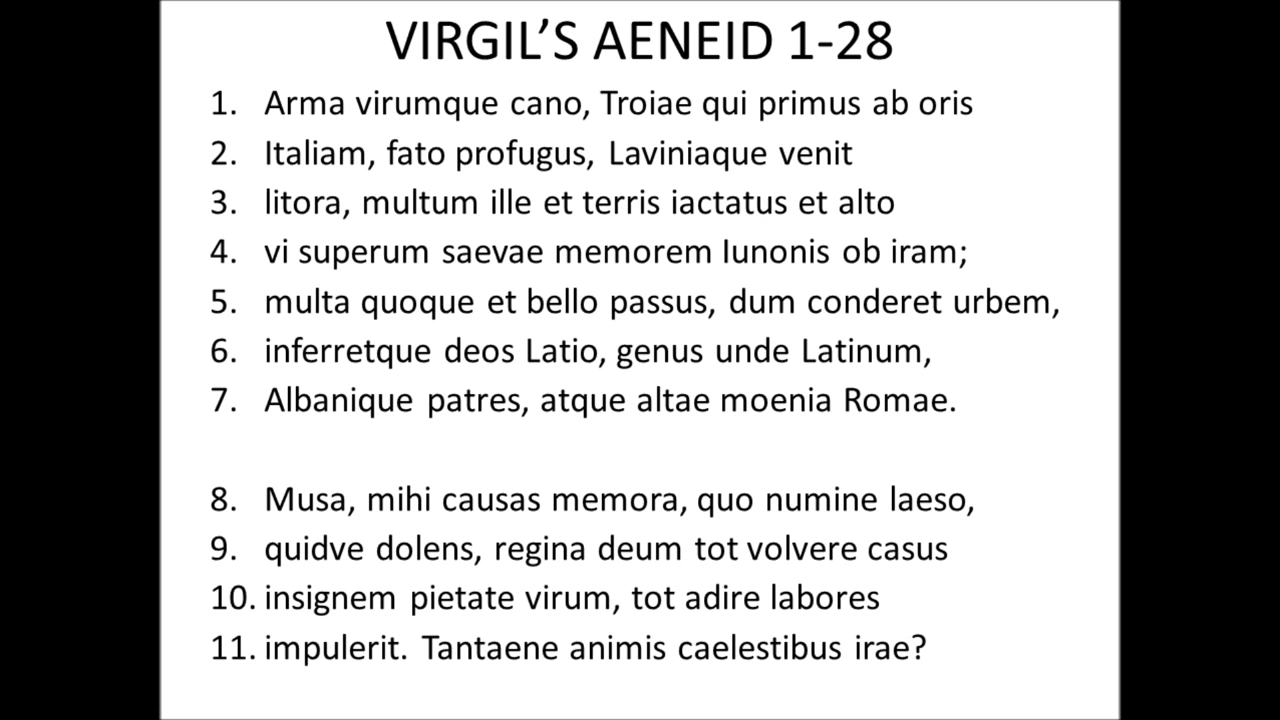 VIRGIL’S AENEID 1-28
1. Arma virumque cano, Troiae qui primus ab oris
2. Italiam, fato profugus, Laviniaque venit
3. litora, multum ille et terris iactatus et alto
4. vi superum saevae memorem Iunonis ob iram;
5. multa quoque et bello passus, dum conderet urbem,
6. inferretque deos Latio, genus unde Latinum,
7. Albanique patres, atque altae moenia Romae.
8. Musa, mihi causas memora, quo numine laeso,
9. quidve dolens, regina deum tot volvere casus
10. insignem pietate virum, tot adire labores
11. impulerit. Tantaene animis caelestibus irae?